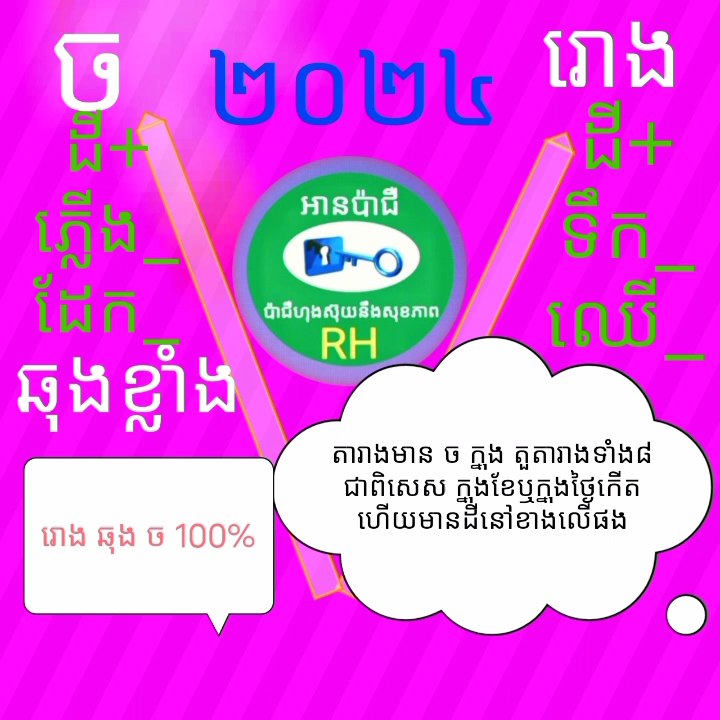 ច
២០២៤
រោង
ដី+
ភ្លើង_
ដែក_
ឆុងខ្លាំង
ដី+
ទឹក_
ឈើ_
អានប៉ាជឺ
ប៉ាជឺហុងស៊ុយនឹងសុខភាព
RH
តារាងមាន ច ក្នុង តួតារាងទាំង៨
ជាពិសេស ក្នុងខែឬក្នុងថ្ងៃកើត
ហើយមានដីនៅខាងលើផង
រោង ឆុង ច 100%